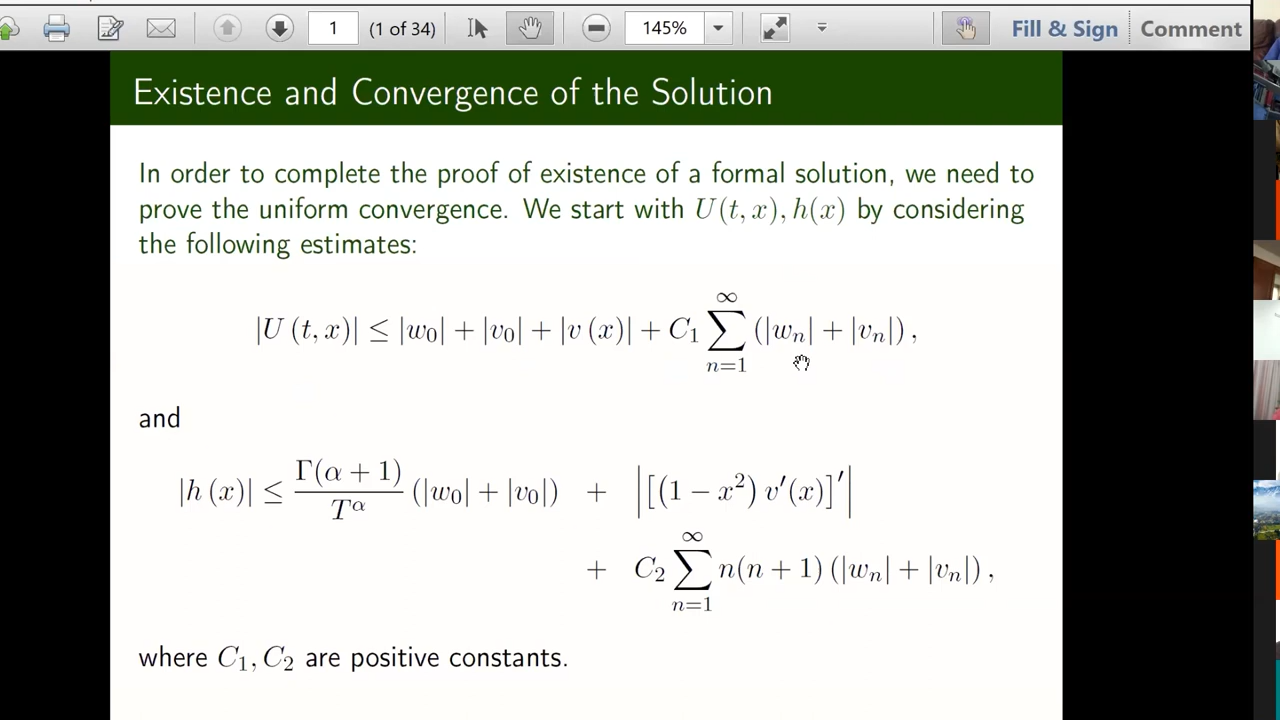 1 (1 of 34) 145% Fill & Sign Comment
Existence and Convergence of the Solution
In order to complete the proof of existence of a formal solution, we need to
prove the uniform convergence. We start with U(t, x), h(x) by considering
the following estimates:
|U (t, x)| ≤ |w₀| + |v₀| + |v (x)| + C₁ ∑_{n=1}^{∞} (|wₙ| + |vₙ|) ,
and
|h (x)| ≤ Γ(α + 1)/T^α (|w₀| + |v₀|) + |[(1 − x²) v′(x)]′|
+ C₂ ∑_{n=1}^{∞} n(n + 1) (|wₙ| + |vₙ|) ,
where C₁, C₂ are positive constants.